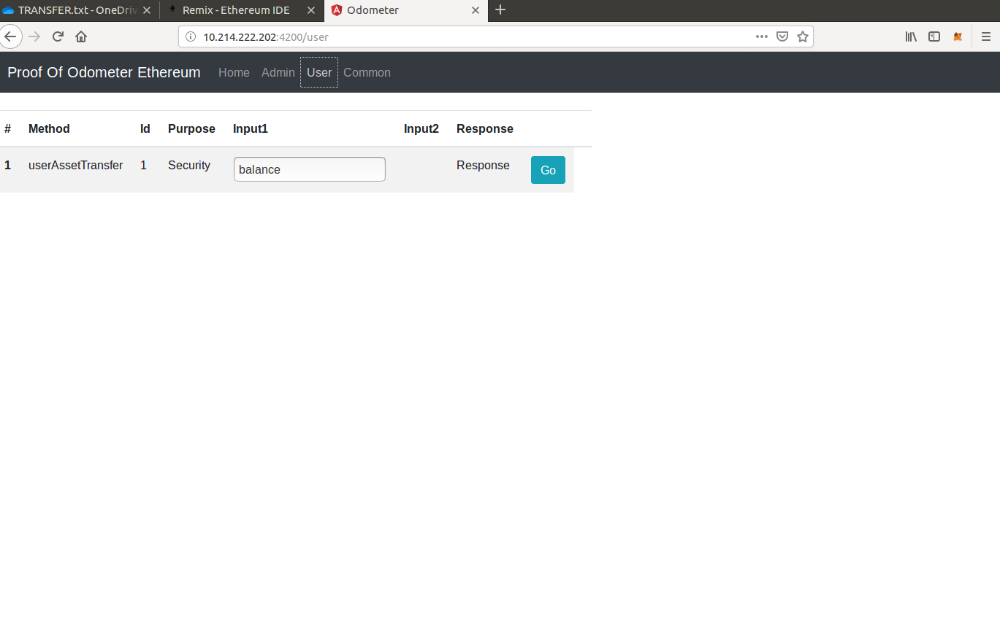 TRANSFER.txt - OneDriv Remix - Ethereum IDE Odometer
10.214.222.202:4200/user
Proof Of Odometer Ethereum Home Admin User Common
# Method Id Purpose Input1 Input2 Response
1 userAssetTransfer 1 Security balance Response Go